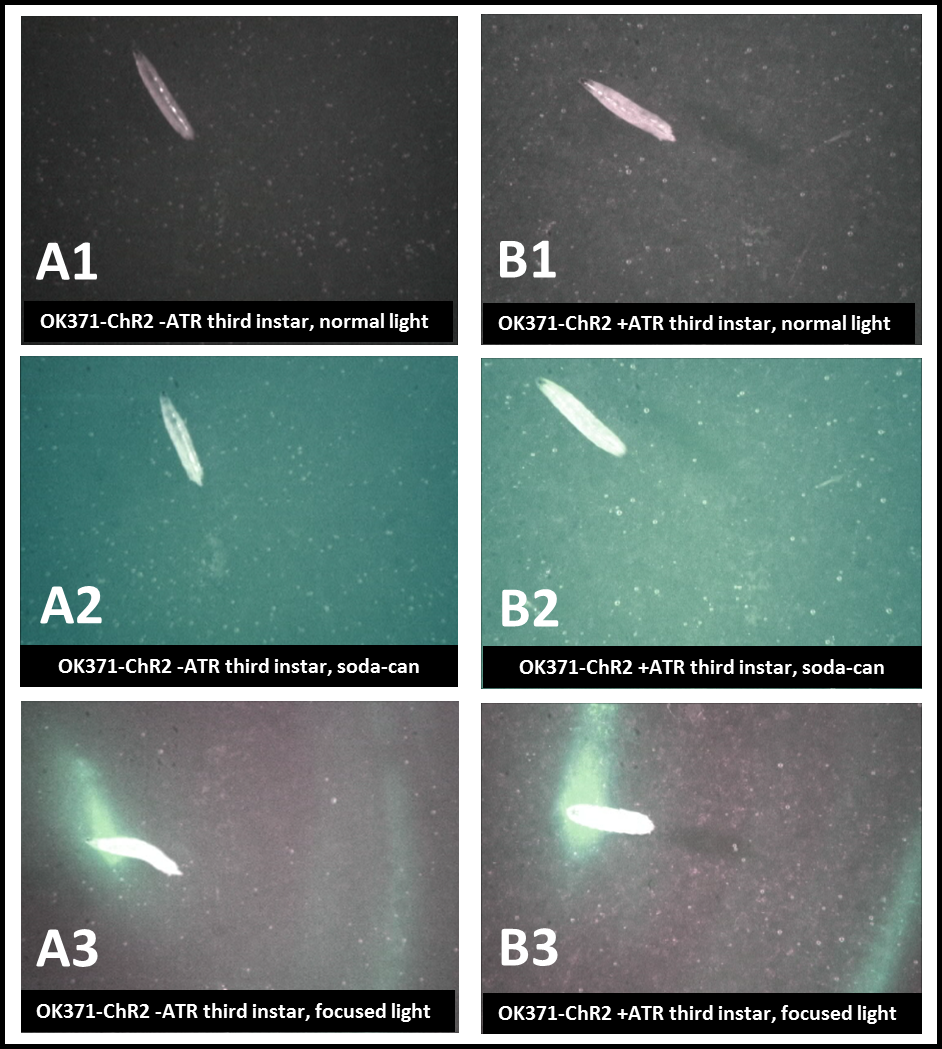 A1
OK371-ChR2 -ATR third instar, normal light
B1
OK371-ChR2 +ATR third instar, normal light
A2
OK371-ChR2 -ATR third instar, soda-can
B2
OK371-ChR2 +ATR third instar, soda-can
A3
OK371-ChR2 -ATR third instar, focused light
B3
OK371-ChR2 +ATR third instar, focused light